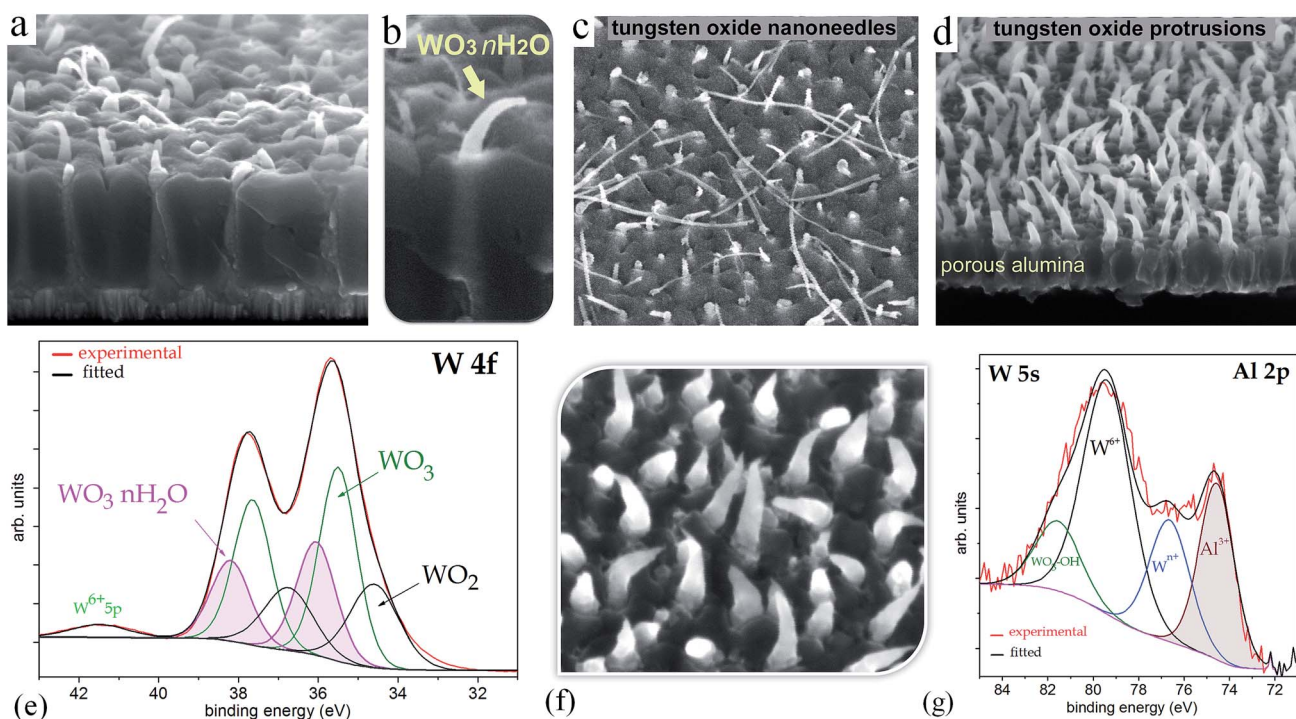 a
b
WO3 nH2O
c
tungsten oxide nanoneedles
d
tungsten oxide protrusions
porous alumina
experimental
fitted
W 4f
WO₃ nH₂O
WO₃
WO₂
W⁶⁺5p
arb. units
42 40 38 36 34 32
binding energy (eV)
(e)
(f)
W 5s
Al 2p
W⁶⁺
WO₃-OH
Wⁿ⁺
Al³⁺
arb. units
experimental
fitted
85 82 80 78 76 74 72
binding energy (eV)
(g)